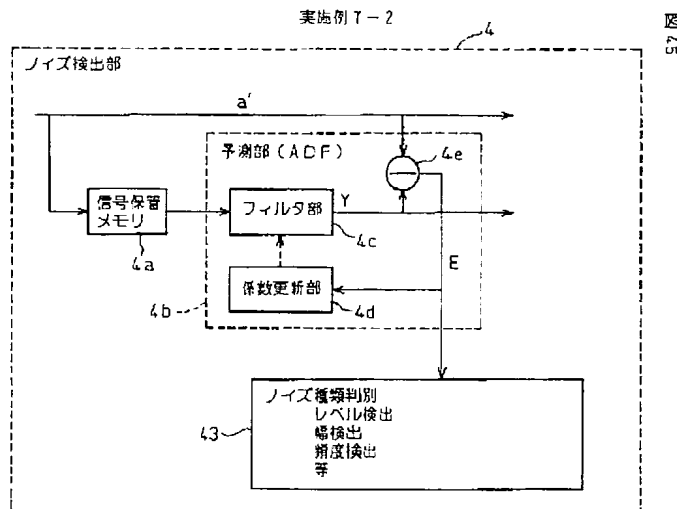 実施例7-2
図45
4
ノイズ検出部
a'
予測部(ADF)
4e
信号保管
メモリ
4a
フィルタ部
Y
4c
E
係数更新部
4b
4d
ノイズ種類判別
レベル検出
幅検出
頻度検出
等
43